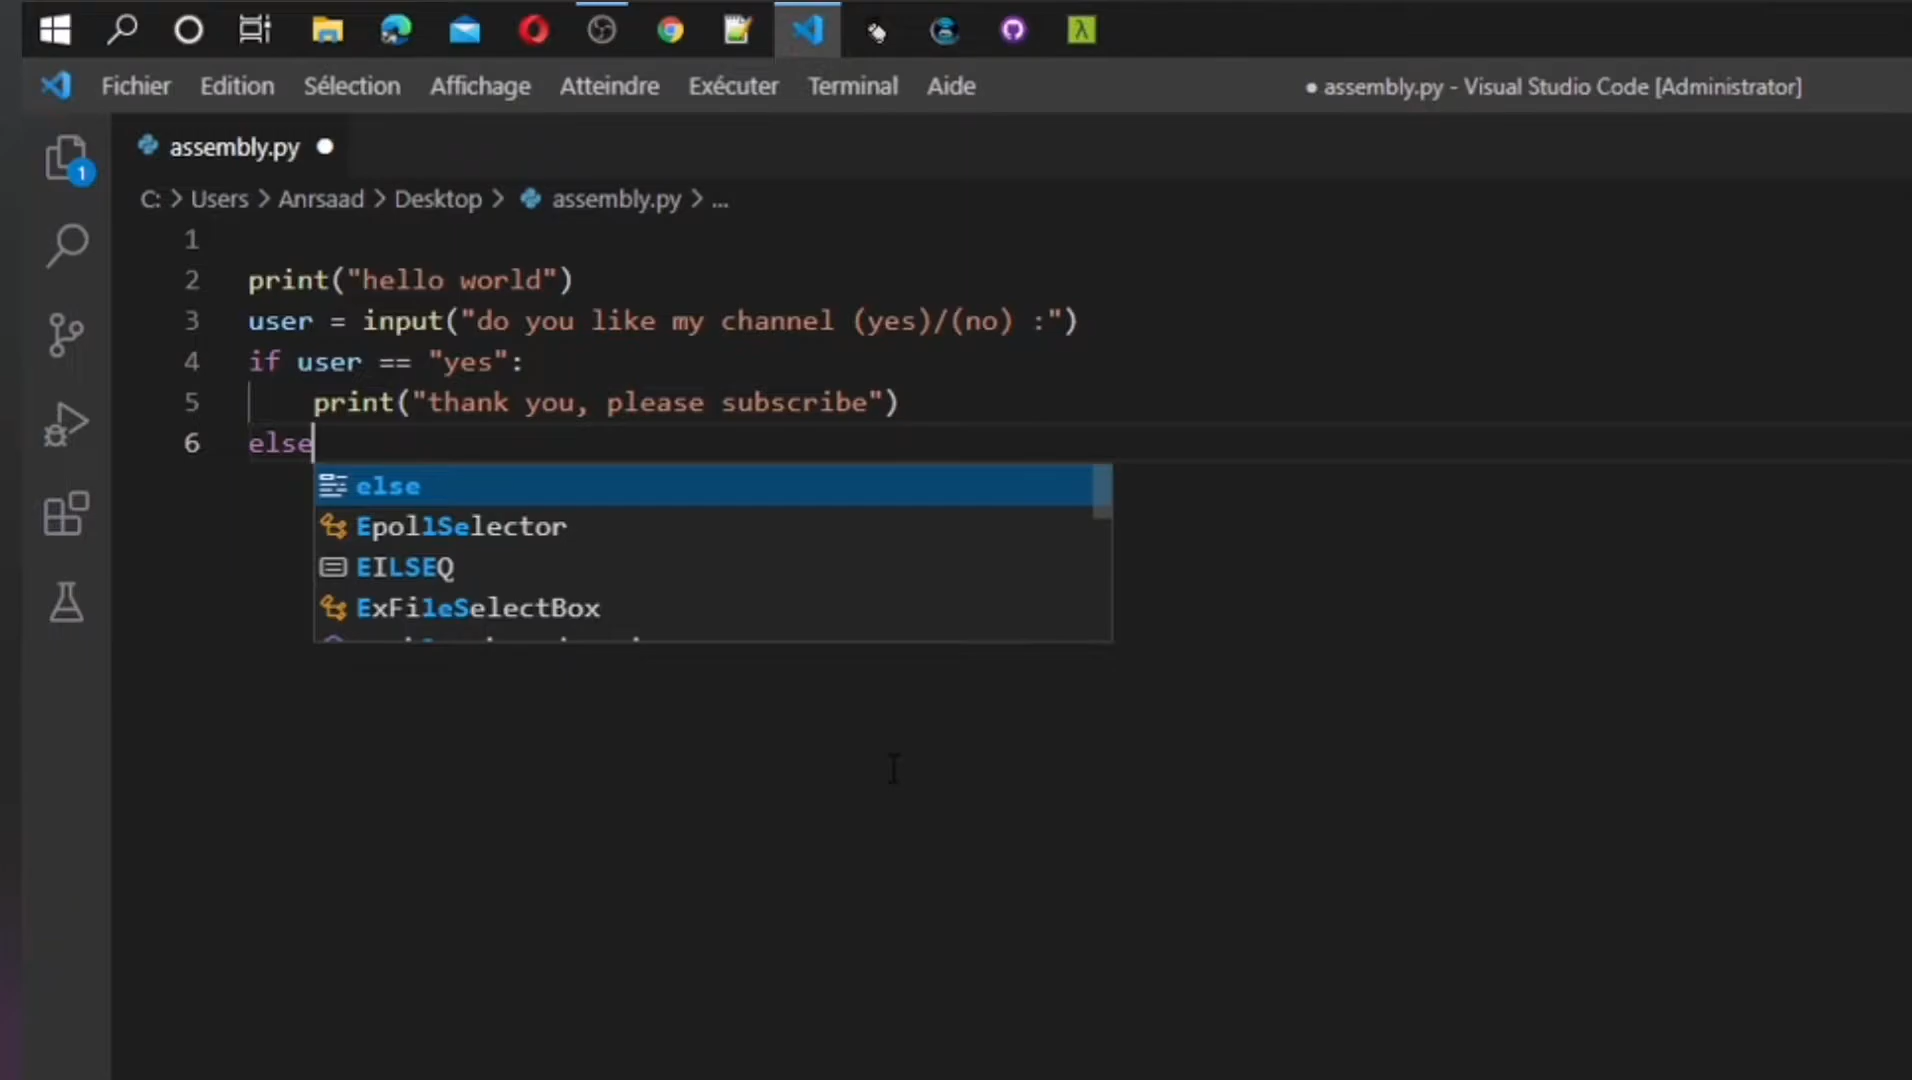 Fichier Edition Sélection Affichage Atteindre Exécuter Terminal Aide ● assembly.py - Visual Studio Code [Administrator]
assembly.py
C: > Users > Anrsaad > Desktop > assembly.py > ...
1
1
2 print("hello world")
3 user = input("do you like my channel (yes)/(no) :")
4 if user == "yes":
5 print("thank you, please subscribe")
6 else
else
EpollSelector
EILSEQ
ExFileSelectBox